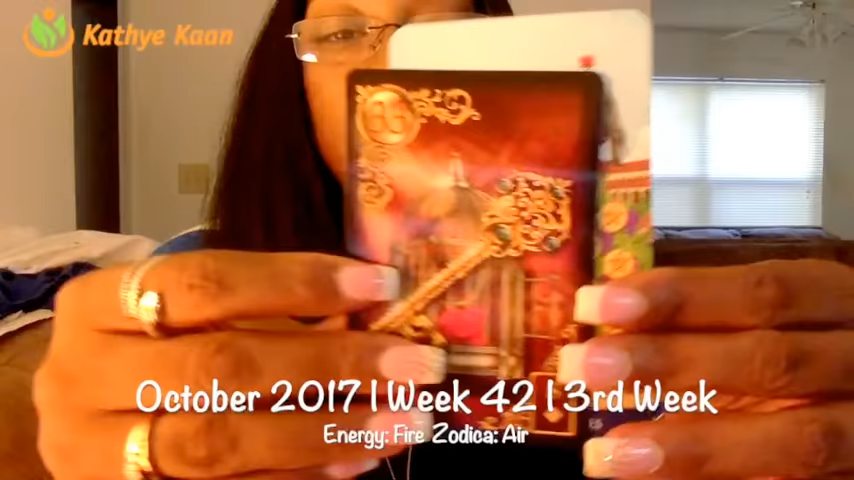 Kathye Kaan
October 2017 | Week 42 | 3rd Week
Energy: Fire Zodica: Air